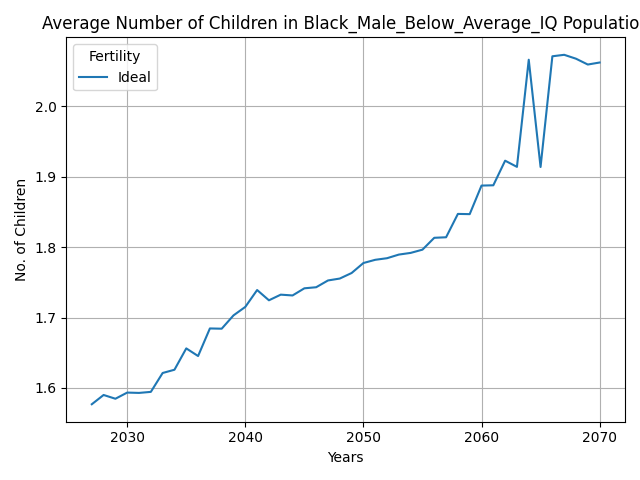 Average Number of Children in Black_Male_Below_Average_IQ Populatio
Fertility
Ideal
No. of Children
2.0
1.9
1.8
1.7
1.6
2030 2040 2050 2060 2070
Years